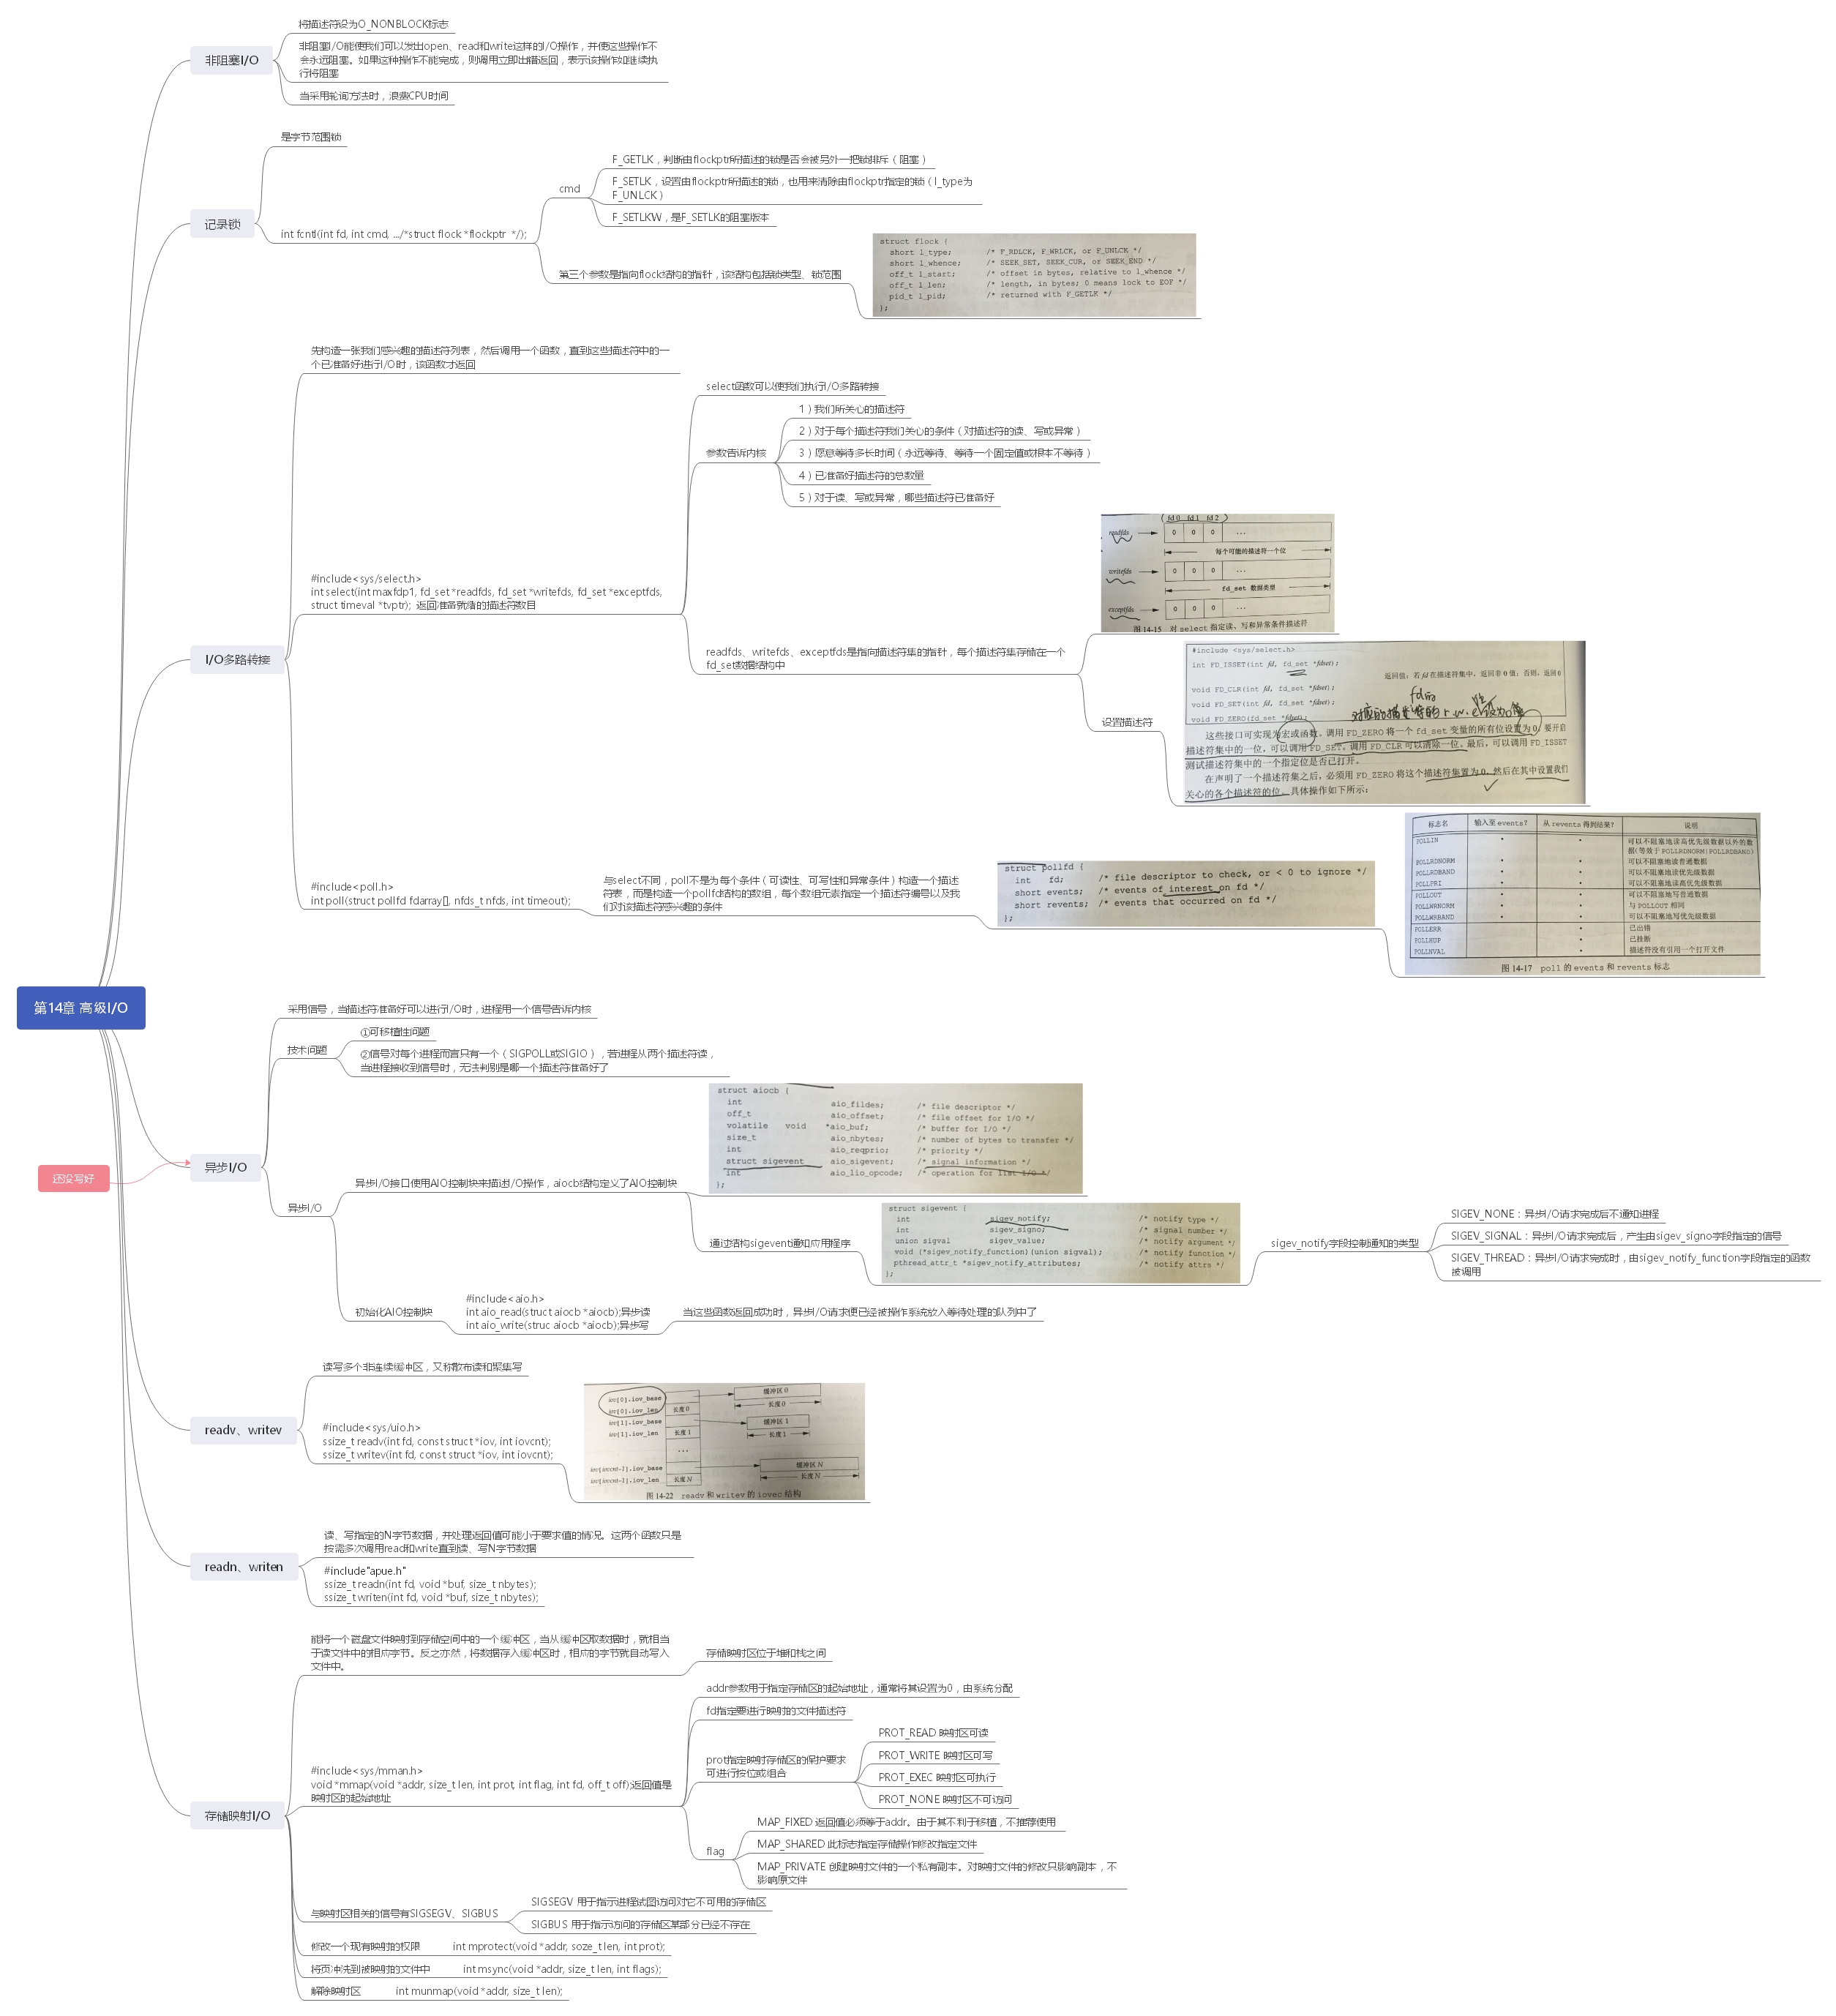 第14章 高级I/O
还没写好
非阻塞I/O
将描述符设为O_NONBLOCK标志
非阻塞I/O能使我们可以发出open、read和write这样的I/O操作，并使这些操作不
会永远阻塞。如果这种操作不能完成，则调用立即出错返回，表示该操作如继续执
行将阻塞
当采用轮询方法时，浪费CPU时间
记录锁
是字节范围锁
int fcntl(int fd, int cmd, .../*struct flock *flockptr */);
cmd
F_GETLK，判断由flockptr所描述的锁是否会被另外一把锁排斥（阻塞）
F_SETLK，设置由flockptr所描述的锁，也用来清除由flockptr指定的锁（l_type为
F_UNLCK）
F_SETLKW，是F_SETLK的阻塞版本
第三个参数是指向flock结构的指针，该结构包括锁类型、锁范围
struct flock {
short l_type; /* F_RDLCK, F_WRLCK, or F_UNLCK */
short l_whence; /* SEEK_SET, SEEK_CUR, or SEEK_END */
off_t l_start; /* offset in bytes, relative to l_whence */
off_t l_len; /* length, in bytes; 0 means lock to EOF */
pid_t l_pid; /* returned with F_GETLK */
};
I/O多路转接
先构造一张我们感兴趣的描述符列表，然后调用一个函数，直到这些描述符中的一
个已准备好进行I/O时，该函数才返回
#include<sys/select.h>
int select(int maxfdp1, fd_set *readfds, fd_set *writefds, fd_set *exceptfds,
struct timeval *tvptr); 返回准备就绪的描述符数目
select函数可以使我们执行I/O多路转接
参数告诉内核
1）我们所关心的描述符
2）对于每个描述符我们关心的条件（对描述符的读、写或异常）
3）愿意等待多长时间（永远等待、等待一个固定值或根本不等待）
4）已准备好描述符的总数量
5）对于读、写或异常，哪些描述符已准备好
readfds、writefds、exceptfds是指向描述符集的指针，每个描述符集存储在一个
fd_set数据结构中
fd 0 fd 1 fd 2
readfds 0 0 0 ...
每个可能的描述符一个位
writefds 0 0 0 ...
fd_set 数据类型
exceptfds 0 0 0 ...
图 14-15 对 select 指定读、写和异常条件描述符
设置描述符
#include <sys/select.h>
int FD_ISSET(int fd, fd_set *fdset);
返回值：若 fd 在描述符集中，返回非 0 值；否则，返回 0
void FD_CLR(int fd, fd_set *fdset);
void FD_SET(int fd, fd_set *fdset);
void FD_ZERO(fd_set *fdset);
这些接口可实现为宏或函数。调用 FD_ZERO 将一个 fd_set 变量的所有位设置为 0。要开启
描述符集中的一位，可以调用 FD_SET。调用 FD_CLR 可以清除一位。最后，可以调用 FD_ISSET
测试描述符集中的一个指定位是否已打开。
在声明了一个描述符集之后，必须用 FD_ZERO 将这个描述符集置为 0，然后在其中设置我们
关心的各个描述符的位。具体操作如下所示：
#include<poll.h>
int poll(struct pollfd fdarray[], nfds_t nfds, int timeout);
与select不同，poll不是为每个条件（可读性、可写性和异常条件）构造一个描述
符表，而是构造一个pollfd结构的数组，每个数组元素指定一个描述符编号以及我
们对该描述符感兴趣的条件
struct pollfd {
int fd; /* file descriptor to check, or < 0 to ignore */
short events; /* events of interest on fd */
short revents; /* events that occurred on fd */
};
标志名 输入至 events? 从 revents 得到结果? 说明
POLLIN • • 可以不阻塞地读高优先级数据以外的数
据(等效于 POLLRDNORM|POLLRDBAND)
POLLRDNORM • • 可以不阻塞地读普通数据
POLLRDBAND • • 可以不阻塞地读优先级数据
POLLPRI • • 可以不阻塞地读高优先级数据
POLLOUT • • 可以不阻塞地写普通数据
POLLWRNORM • • 与 POLLOUT 相同
POLLWRBAND • • 可以不阻塞地写优先级数据
POLLERR • 已出错
POLLHUP • 已挂断
POLLNVAL • 描述符没有引用一个打开文件
图 14-17 poll 的 events 和 revents 标志
异步I/O
采用信号，当描述符准备好可以进行I/O时，进程用一个信号告诉内核
技术问题
①可移植性问题
②信号对每个进程而言只有一个（SIGPOLL或SIGIO），若进程从两个描述符读，
当进程接收到信号时，无法判别是哪一个描述符准备好了
异步I/O
异步I/O接口使用AIO控制块来描述I/O操作，aiocb结构定义了AIO控制块
struct aiocb {
int aio_fildes; /* file descriptor */
off_t aio_offset; /* file offset for I/O */
volatile void *aio_buf; /* buffer for I/O */
size_t aio_nbytes; /* number of bytes to transfer */
int aio_reqprio; /* priority */
struct sigevent aio_sigevent; /* signal information */
int aio_lio_opcode; /* operation for list I/O */
};
通过结构sigevent通知应用程序
struct sigevent {
int sigev_notify; /* notify type */
int sigev_signo; /* signal number */
union sigval sigev_value; /* notify argument */
void (*sigev_notify_function)(union sigval); /* notify function */
pthread_attr_t *sigev_notify_attributes; /* notify attrs */
};
sigev_notify字段控制通知的类型
SIGEV_NONE：异步I/O请求完成后不通知进程
SIGEV_SIGNAL：异步I/O请求完成后，产生由sigev_signo字段指定的信号
SIGEV_THREAD：异步I/O请求完成时，由sigev_notify_function字段指定的函数
被调用
初始化AIO控制块
#include<aio.h>
int aio_read(struct aiocb *aiocb);异步读
int aio_write(struc aiocb *aiocb);异步写
当这些函数返回成功时，异步I/O请求便已经被操作系统放入等待处理的队列中了
readv、writev
读写多个非连续缓冲区，又称散布读和聚集写
#include<sys/uio.h>
ssize_t readv(int fd, const struct *iov, int iovcnt);
ssize_t writev(int fd, const struct *iov, int iovcnt);
iov[0].iov_base 缓冲区 0
iov[0].iov_len 长度 0 长度 0
iov[1].iov_base 缓冲区 1
iov[1].iov_len 长度 1 长度 1
...
iov[iovcnt-1].iov_base 缓冲区 N
iov[iovcnt-1].iov_len 长度 N 长度 N
图 14-22 readv 和 writev 的 iovec 结构
readn、writen
读、写指定的N字节数据，并处理返回值可能小于要求值的情况。这两个函数只是
按需多次调用read和write直到读、写N字节数据
#include"apue.h"
ssize_t readn(int fd, void *buf, size_t nbytes);
ssize_t writen(int fd, void *buf, size_t nbytes);
存储映射I/O
能将一个磁盘文件映射到存储空间中的一个缓冲区，当从缓冲区取数据时，就相当
于读文件中的相应字节。反之亦然，将数据存入缓冲区时，相应的字节就自动写入
文件中。
存储映射区位于堆和栈之间
#include<sys/mman.h>
void *mmap(void *addr, size_t len, int prot, int flag, int fd, off_t off);返回值是
映射区的起始地址
addr参数用于指定存储区的起始地址，通常将其设置为0，由系统分配
fd指定要进行映射的文件描述符
prot指定映射存储区的保护要求
可进行按位或组合
PROT_READ 映射区可读
PROT_WRITE 映射区可写
PROT_EXEC 映射区可执行
PROT_NONE 映射区不可访问
flag
MAP_FIXED 返回值必须等于addr。由于其不利于移植，不推荐使用
MAP_SHARED 此标志指定存储操作修改指定文件
MAP_PRIVATE 创建映射文件的一个私有副本。对映射文件的修改只影响副本，不
影响原文件
与映射区相关的信号有SIGSEGV、SIGBUS
SIGSEGV 用于指示进程试图访问对它不可用的存储区
SIGBUS 用于指示访问的存储区某部分已经不存在
修改一个现有映射的权限 int mprotect(void *addr, soze_t len, int prot);
将页冲洗到被映射的文件中 int msync(void *addr, size_t len, int flags);
解除映射区 int munmap(void *addr, size_t len);